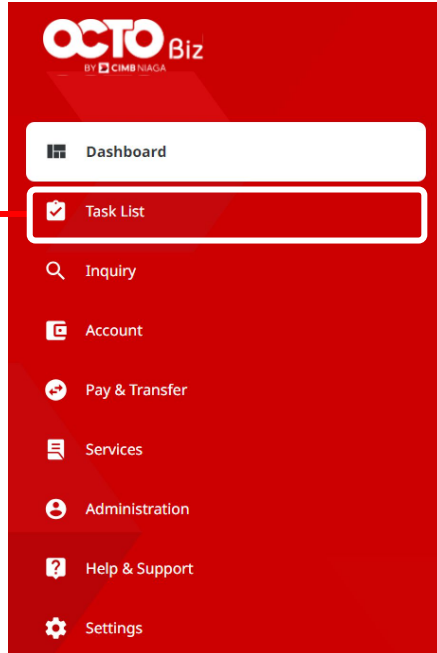 OCTO Biz
BY CIMB NIAGA
Dashboard
Task List
Inquiry
Account
Pay & Transfer
Services
Administration
Help & Support
Settings